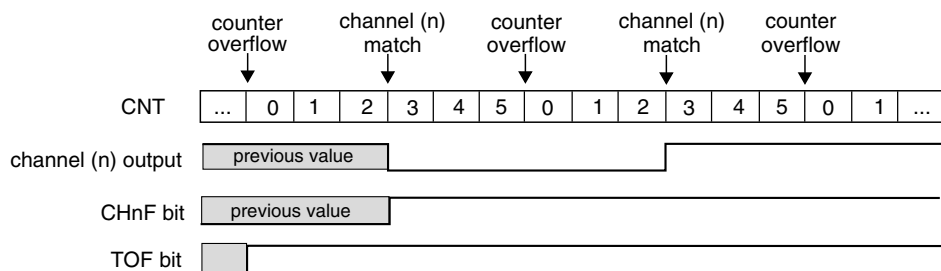 counter overflow
channel (n) match
counter overflow
channel (n) match
counter overflow
CNT ... 0 1 2 3 4 5 0 1 2 3 4 5 0 1 ...
channel (n) output previous value
CHnF bit previous value
TOF bit